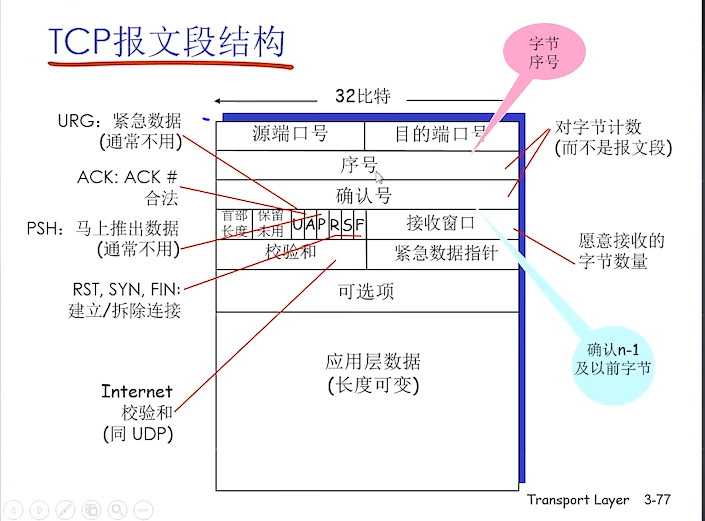 TCP报文段结构
字节
序号
32比特
URG：紧急数据
(通常不用)
源端口号
目的端口号
对字节计数
(而不是报文段)
序号
ACK: ACK #
合法
确认号
PSH：马上推出数据
(通常不用)
首部
长度
保留
未用
U A P R S F
接收窗口
愿意接收的
字节数量
校验和
紧急数据指针
RST, SYN, FIN:
建立/拆除连接
可选项
确认n-1
及以前字节
应用层数据
(长度可变)
Internet
校验和
(同 UDP)
Transport Layer 3-77